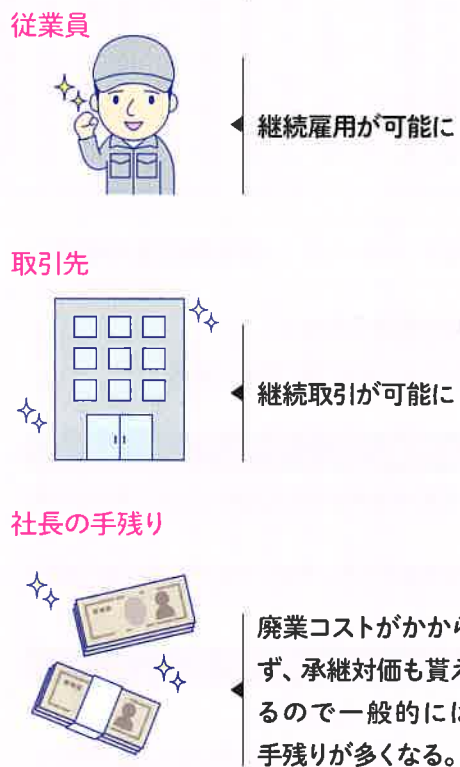 従業員
継続雇用が可能に
取引先
継続取引が可能に
社長の手残り
廃業コストがかから
ず、承継対価も貰え
るので一般的には
手残りが多くなる。